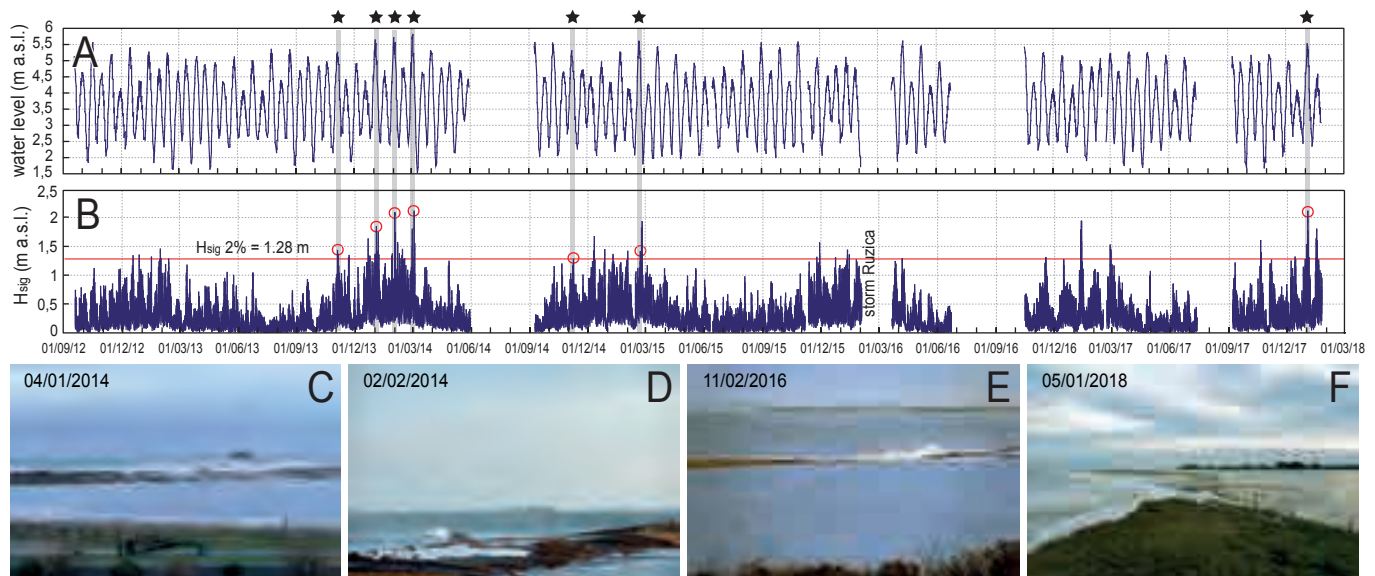 A
water level (m a.s.l.)
6
5,5
5
4,5
4
3,5
3
2,5
2
1,5
B
Hsig (m a.s.l.)
2,5
2
1,5
1
0,5
0
Hsig 2% = 1.28 m
storm Ruzica
01/09/12 01/12/12 01/03/13 01/06/13 01/09/13 01/12/13 01/03/14 01/06/14 01/09/14 01/12/14 01/03/15 01/06/15 01/09/15 01/12/15 01/03/16 01/06/16 01/09/16 01/12/16 01/03/17 01/06/17 01/09/17 01/12/17 01/03/18
04/01/2014 C
02/02/2014 D
11/02/2016 E
05/01/2018 F